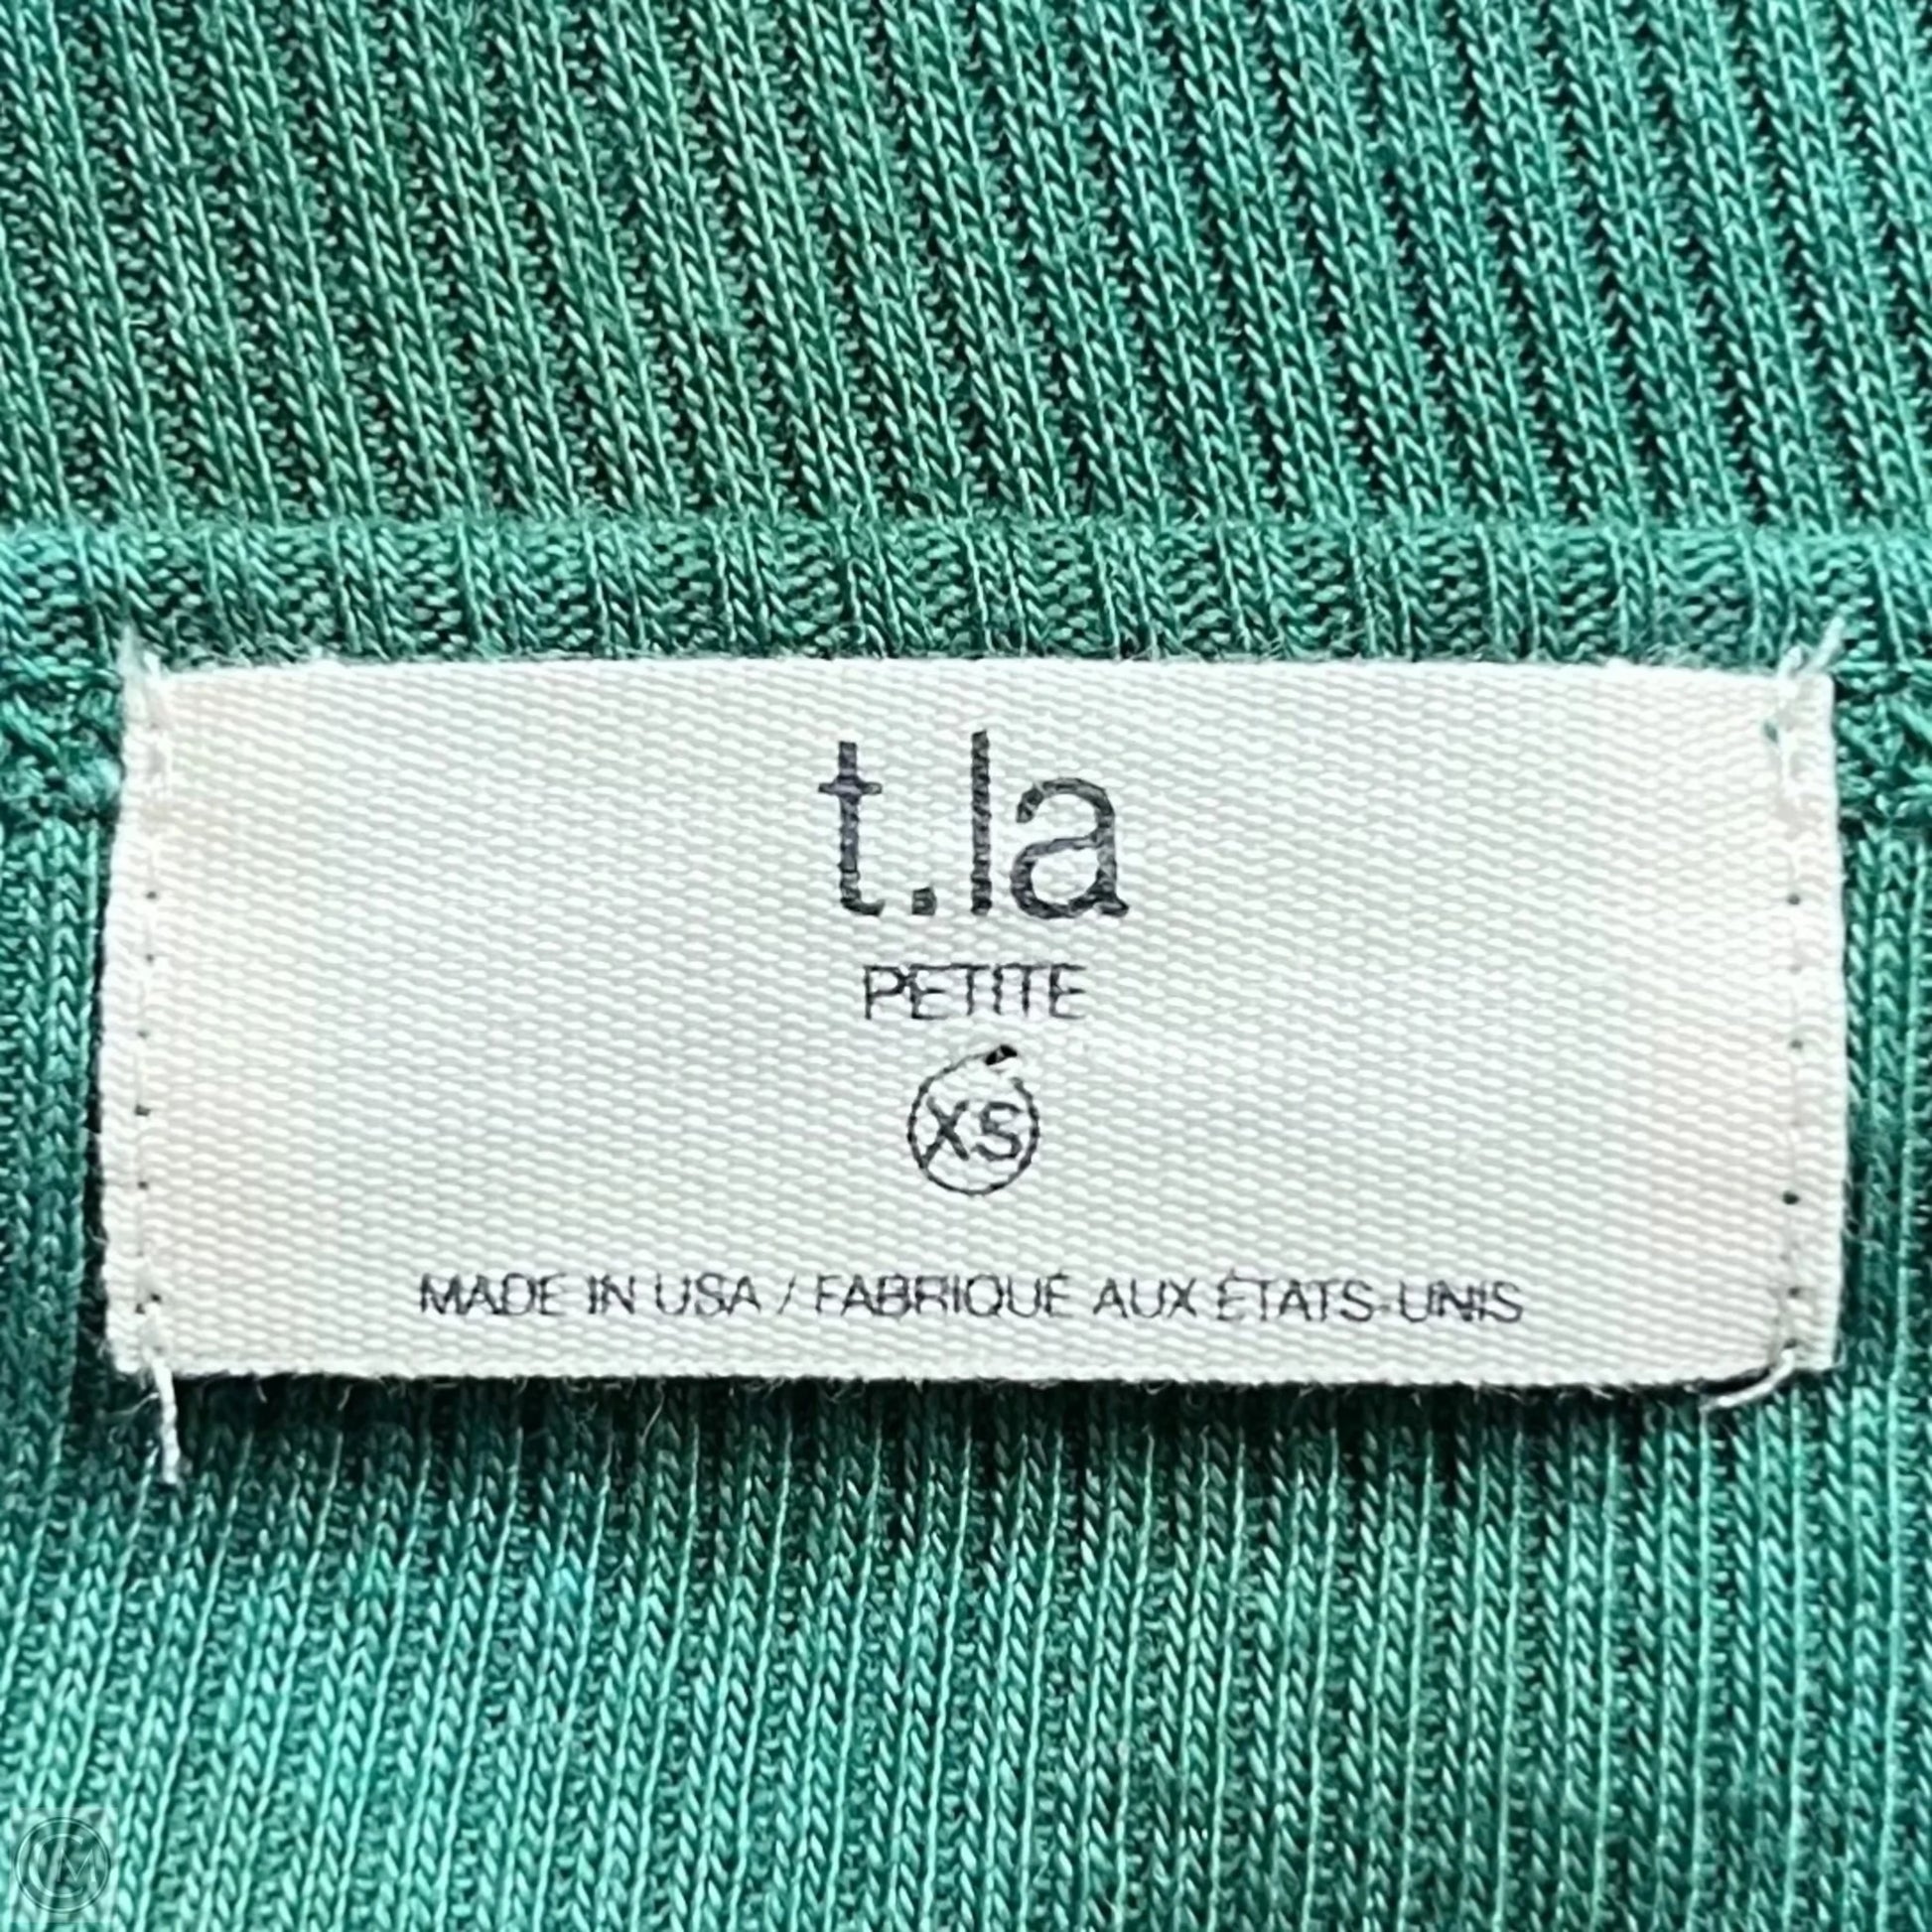 t.la
PETITE
XS
MADE IN USA / FABRIQUÉ AUX ÉTATS-UNIS